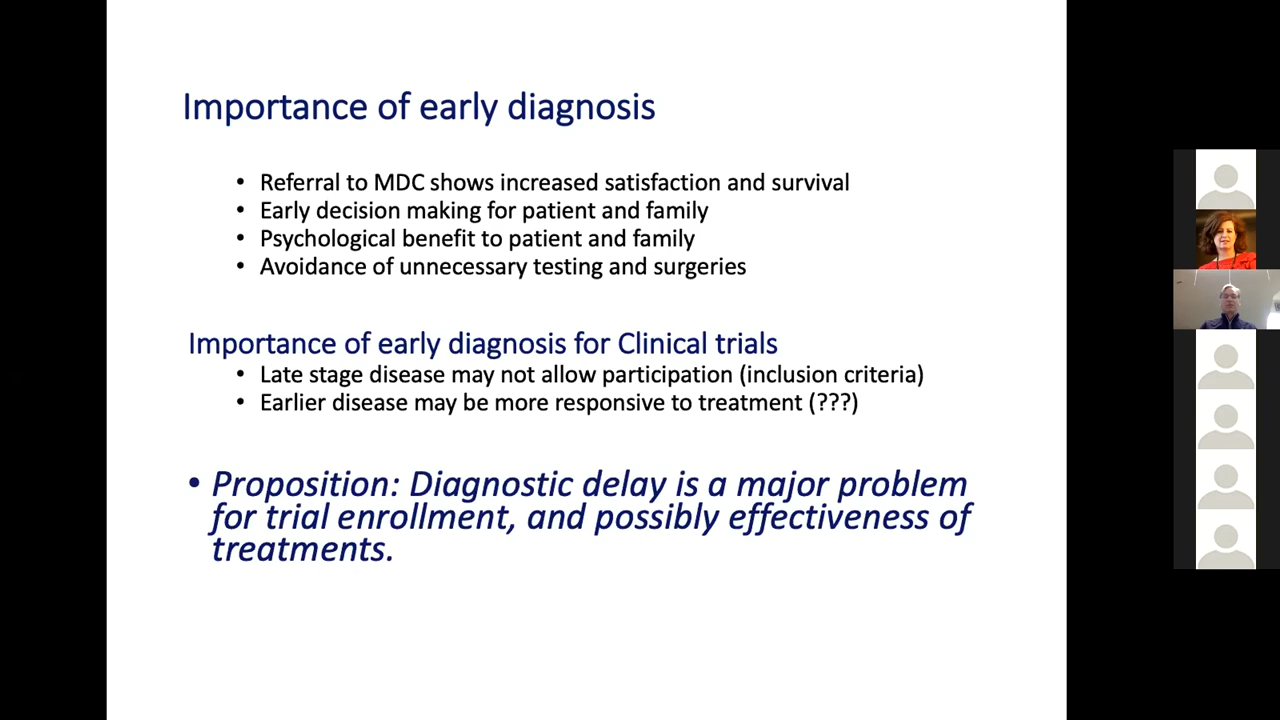 Importance of early diagnosis
• Referral to MDC shows increased satisfaction and survival
• Early decision making for patient and family
• Psychological benefit to patient and family
• Avoidance of unnecessary testing and surgeries
Importance of early diagnosis for Clinical trials
• Late stage disease may not allow participation (inclusion criteria)
• Earlier disease may be more responsive to treatment (???)
• Proposition: Diagnostic delay is a major problem
for trial enrollment, and possibly effectiveness of
treatments.